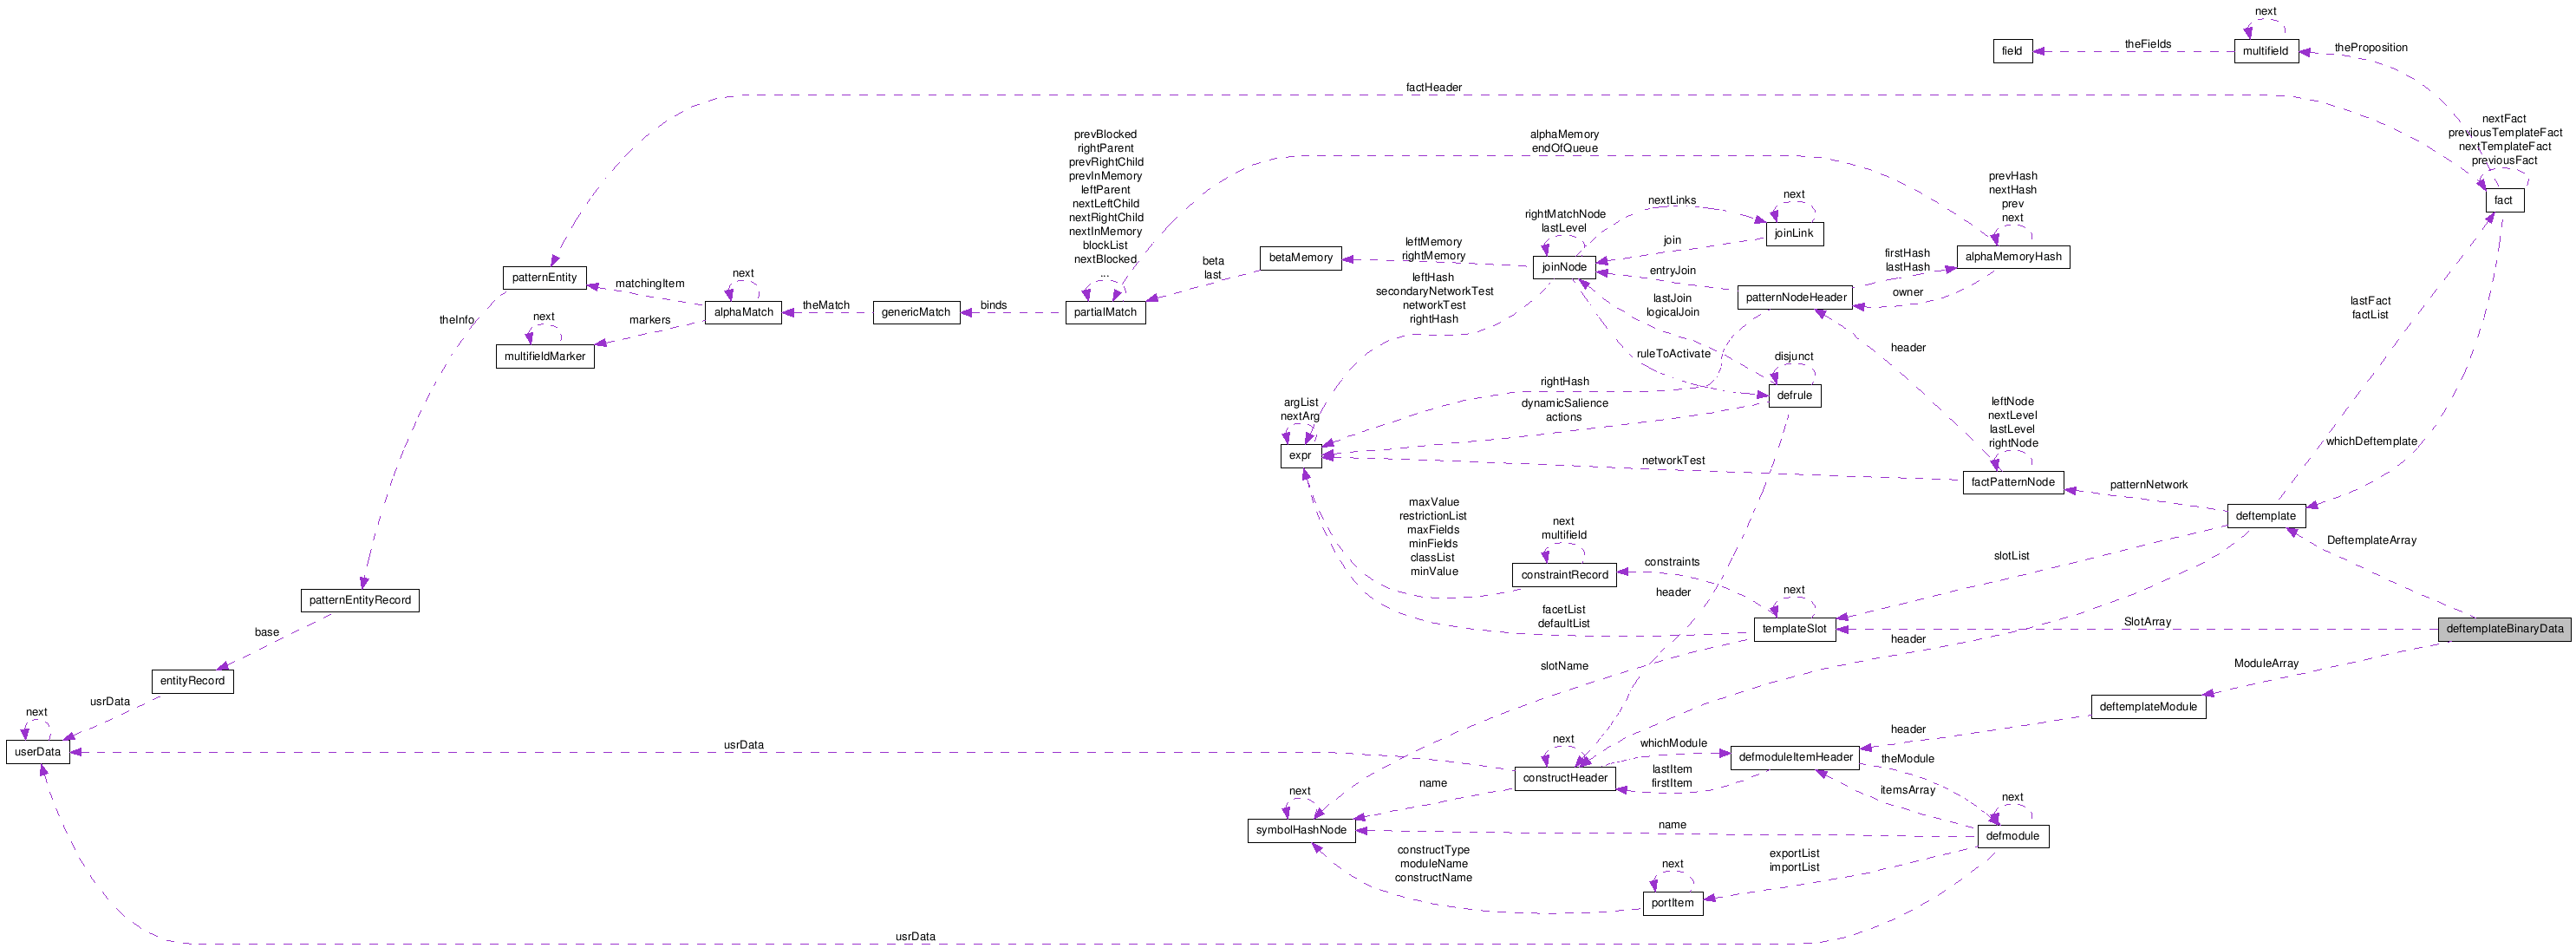 next
field
theFields
multifield
theProposition
factHeader
nextFact
previousTemplateFact
nextTemplateFact
previousFact
fact
prevBlocked
rightParent
prevRightChild
prevInMemory
leftParent
nextLeftChild
nextRightChild
nextInMemory
blockList
nextBlocked
...
alphaMemory
endOfQueue
prevHash
nextHash
prev
next
alphaMemoryHash
rightMatchNode
lastLevel
nextLinks
next
joinLink
join
joinNode
leftMemory
rightMemory
betaMemory
beta
last
patternEntity
matchingItem
next
alphaMatch
theMatch
genericMatch
binds
partialMatch
theInfo
markers
next
multifieldMarker
leftHash
secondaryNetworkTest
networkTest
rightHash
entryJoin
firstHash
lastHash
owner
patternNodeHeader
lastJoin
logicalJoin
lastFact
factList
ruleToActivate
disjunct
defrule
header
rightHash
dynamicSalience
actions
argList
nextArg
expr
networkTest
leftNode
nextLevel
lastLevel
rightNode
factPatternNode
whichDeftemplate
patternNetwork
deftemplate
maxValue
restrictionList
maxFields
minFields
classList
minValue
next
multifield
constraintRecord
constraints
header
slotList
DeftemplateArray
patternEntityRecord
facetList
defaultList
next
templateSlot
SlotArray
deftemplateBinaryData
base
entityRecord
slotName
header
ModuleArray
deftemplateModule
usrData
next
userData
usrData
next
constructHeader
whichModule
lastItem
firstItem
defmoduleItemHeader
header
theModule
itemsArray
name
next
symbolHashNode
name
next
defmodule
constructType
moduleName
constructName
exportList
importList
next
portItem
usrData